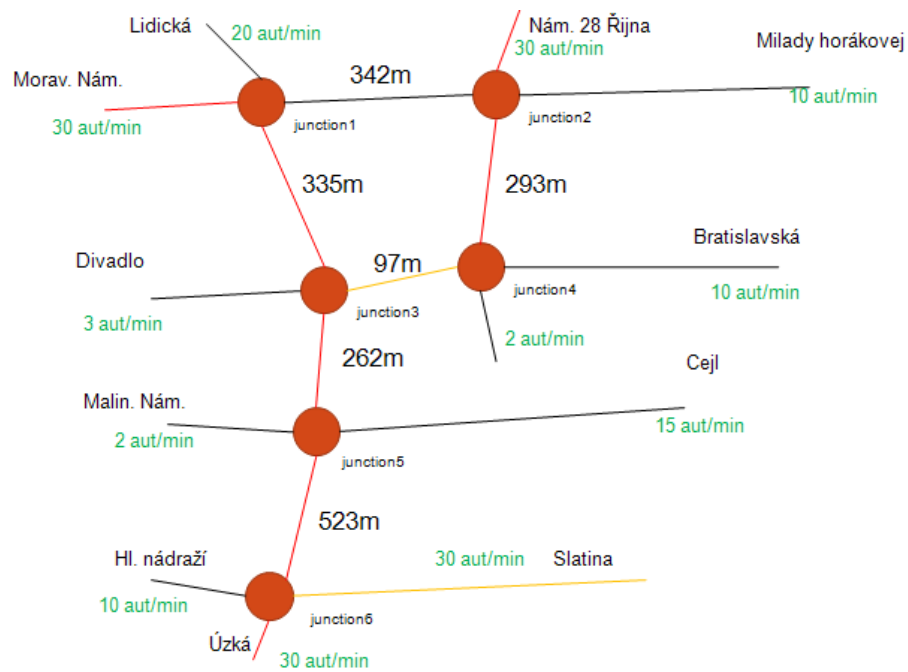 Lidická
20 aut/min
Nám. 28 Řijna
30 aut/min
Milady horákovej
10 aut/min
Morav. Nám.
30 aut/min
342m
junction1
junction2
335m
293m
Divadlo
3 aut/min
97m
junction3
junction4
Bratislavská
10 aut/min
2 aut/min
262m
Cejl
15 aut/min
Malin. Nám.
2 aut/min
junction5
523m
Hl. nádraží
10 aut/min
30 aut/min
Slatina
junction6
Úzká
30 aut/min